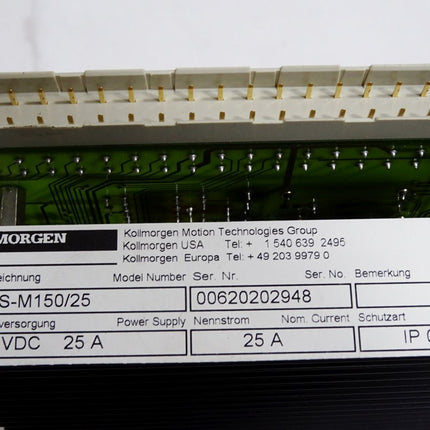 MORGEN
Kollmorgen Motion Technologies Group
Kollmorgen USA Tel: + 1 540 639 2495
Kollmorgen Europa Tel: + 49 203 9979 0
eichnung Model Number Ser. Nr. Ser. No. Bemerkung
S-M150/25 00620202948
versorgung Power Supply Nennstrom Nom. Current Schutzart
VDC 25 A 25 A IP 0